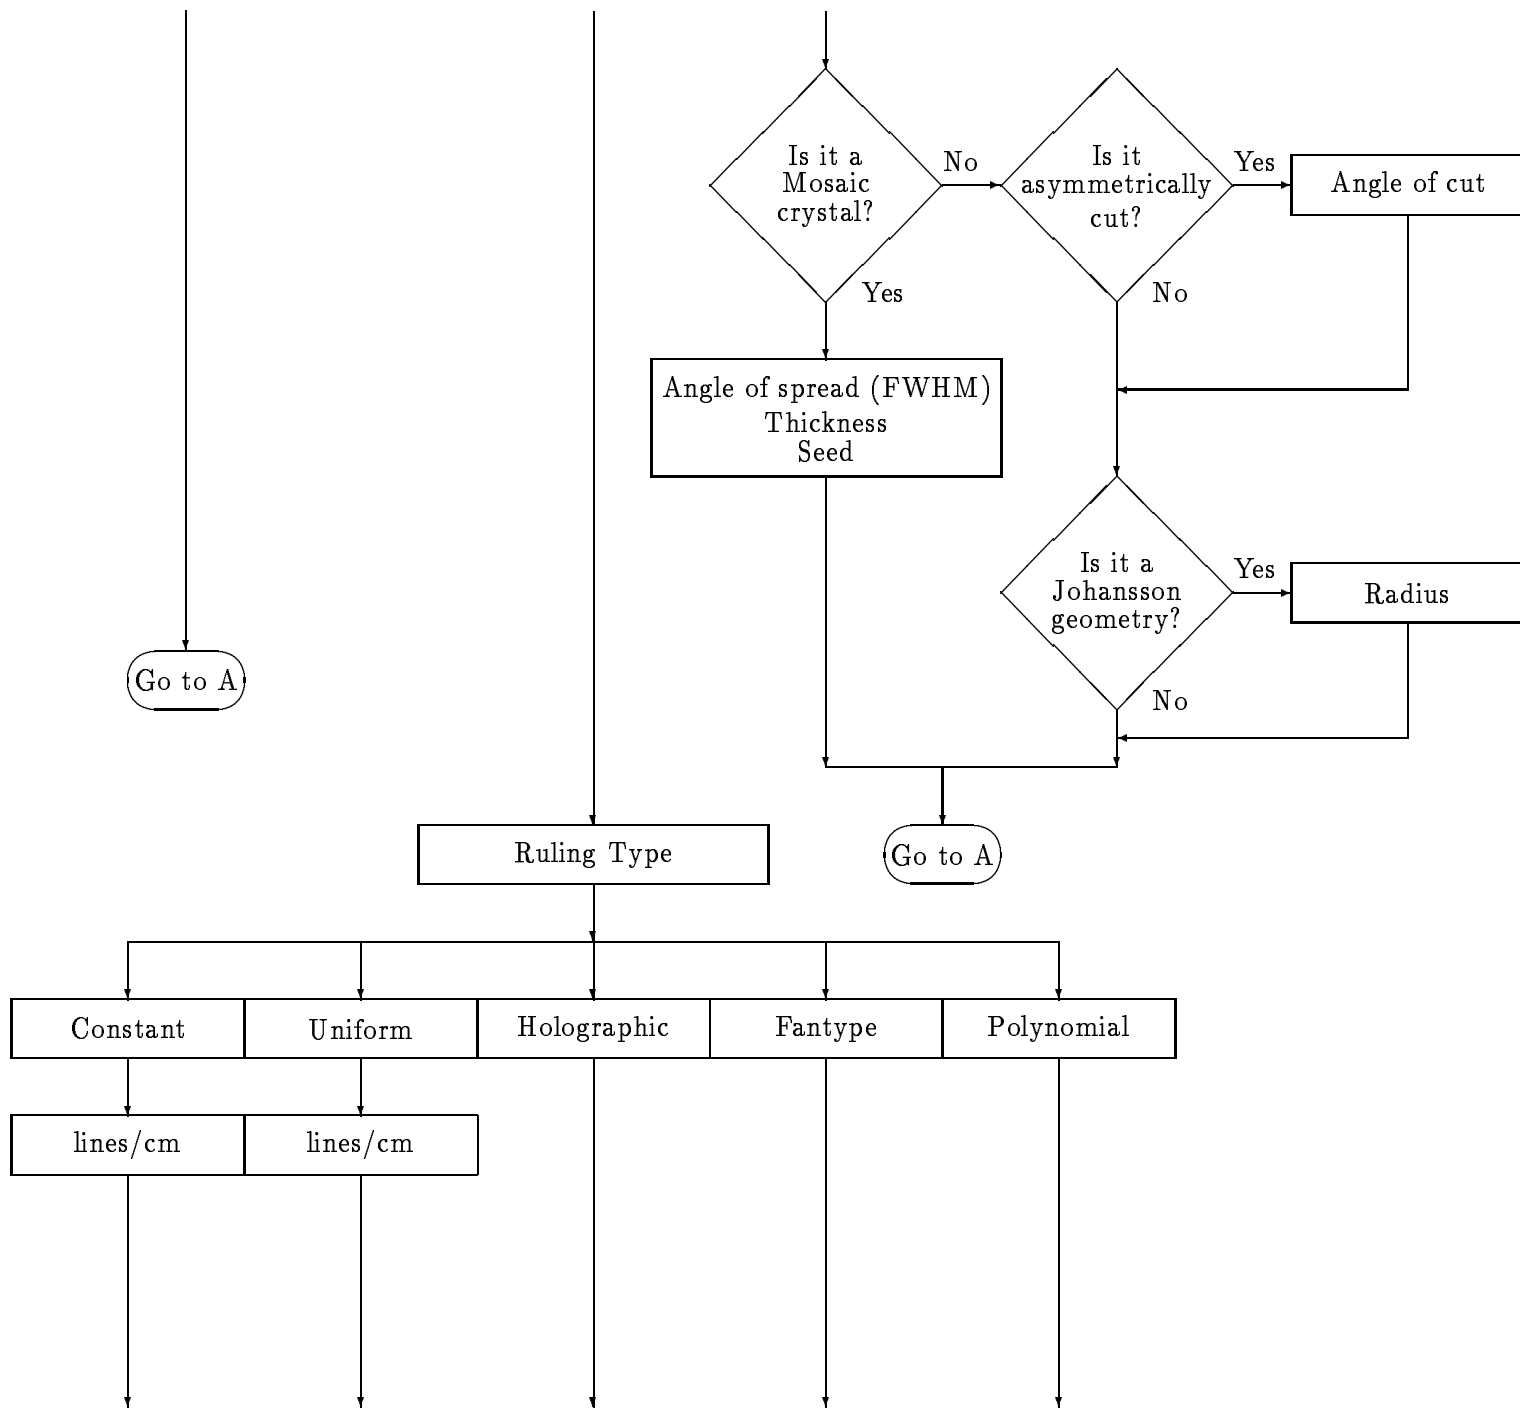 Is it a
Mosaic
crystal?
No
Yes
Is it
asymmetrically
cut?
Yes
No
Angle of cut
Angle of spread (FWHM)
Thickness
Seed
Is it a
Johansson
geometry?
Yes
No
Radius
Go to A
Go to A
Ruling Type
Constant
Uniform
Holographic
Fantype
Polynomial
lines/cm
lines/cm